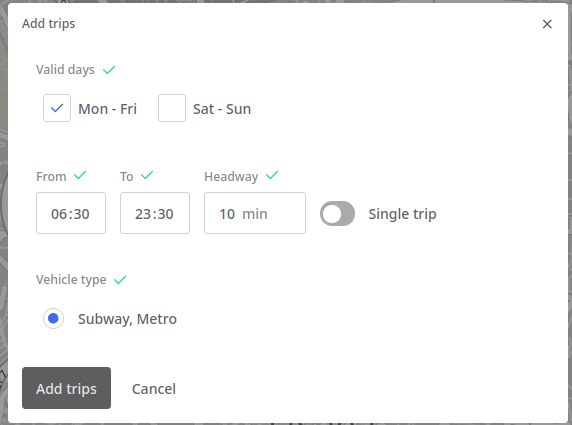 Add trips
Valid days
Mon - Fri Sat - Sun
From To Headway
06:30 23:30 10 min Single trip
Vehicle type
Subway, Metro
Add trips Cancel